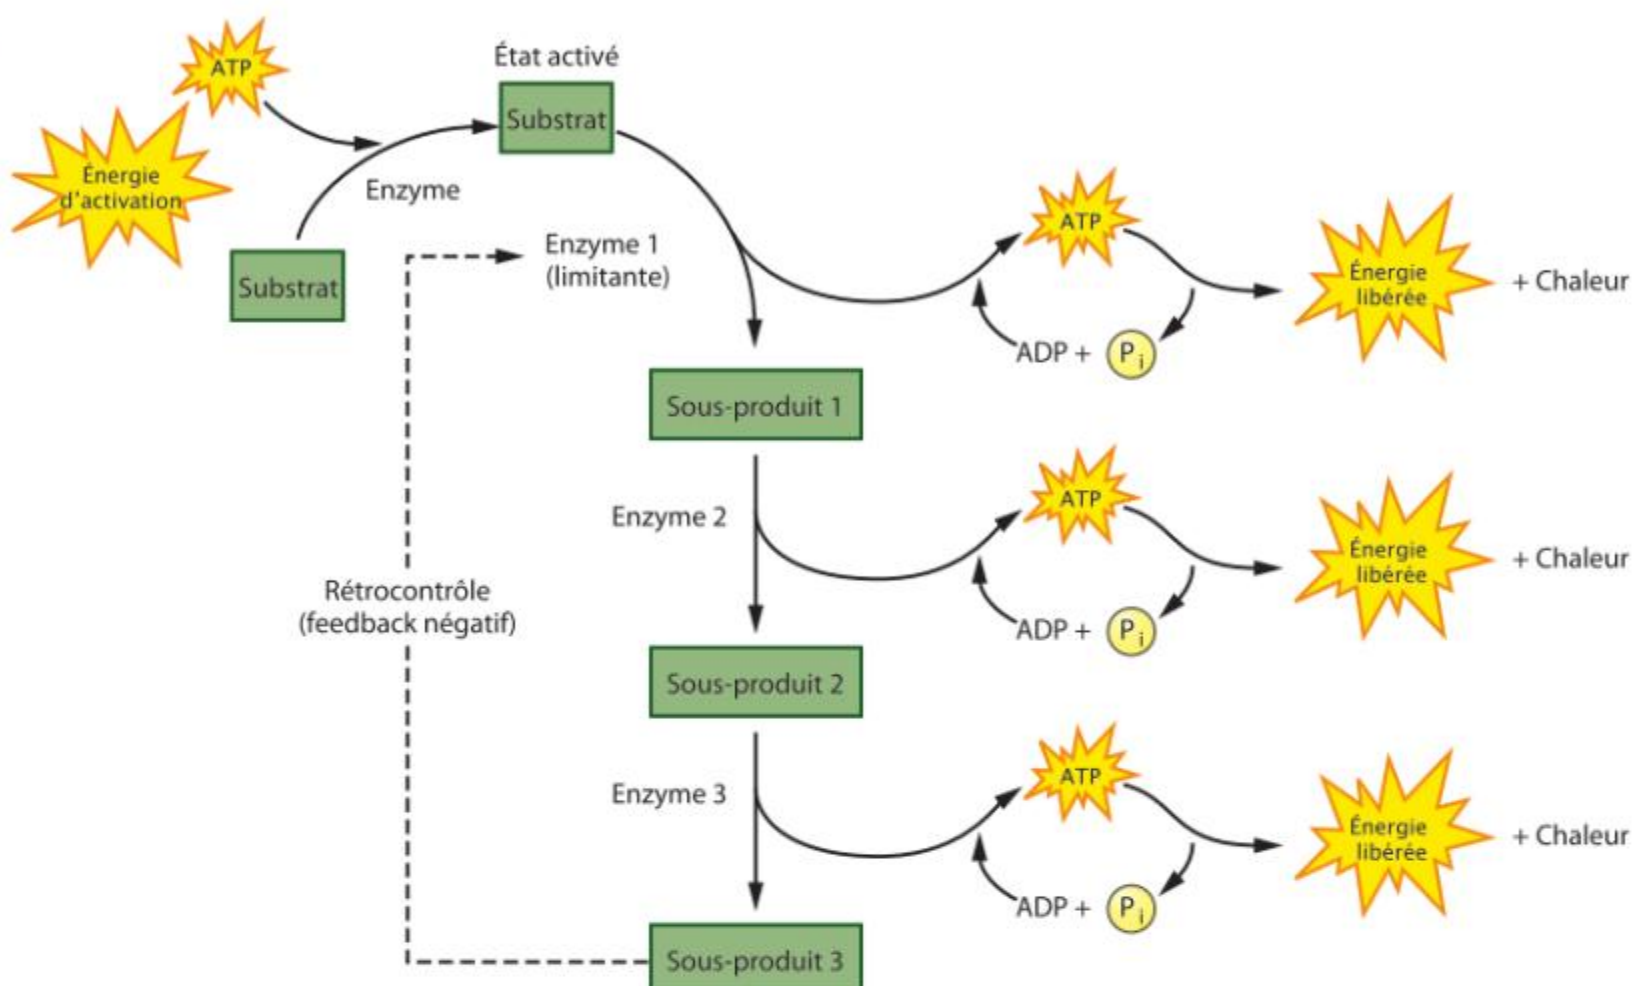 ATP
État activé
Substrat
Énergie
d'activation
Enzyme
Substrat
Enzyme 1
(limitante)
ATP
Énergie
libérée
+ Chaleur
ADP + Pi
Sous-produit 1
Enzyme 2
ATP
Énergie
libérée
+ Chaleur
ADP + Pi
Rétrocontrôle
(feedback négatif)
Sous-produit 2
Enzyme 3
ATP
Énergie
libérée
+ Chaleur
ADP + Pi
Sous-produit 3